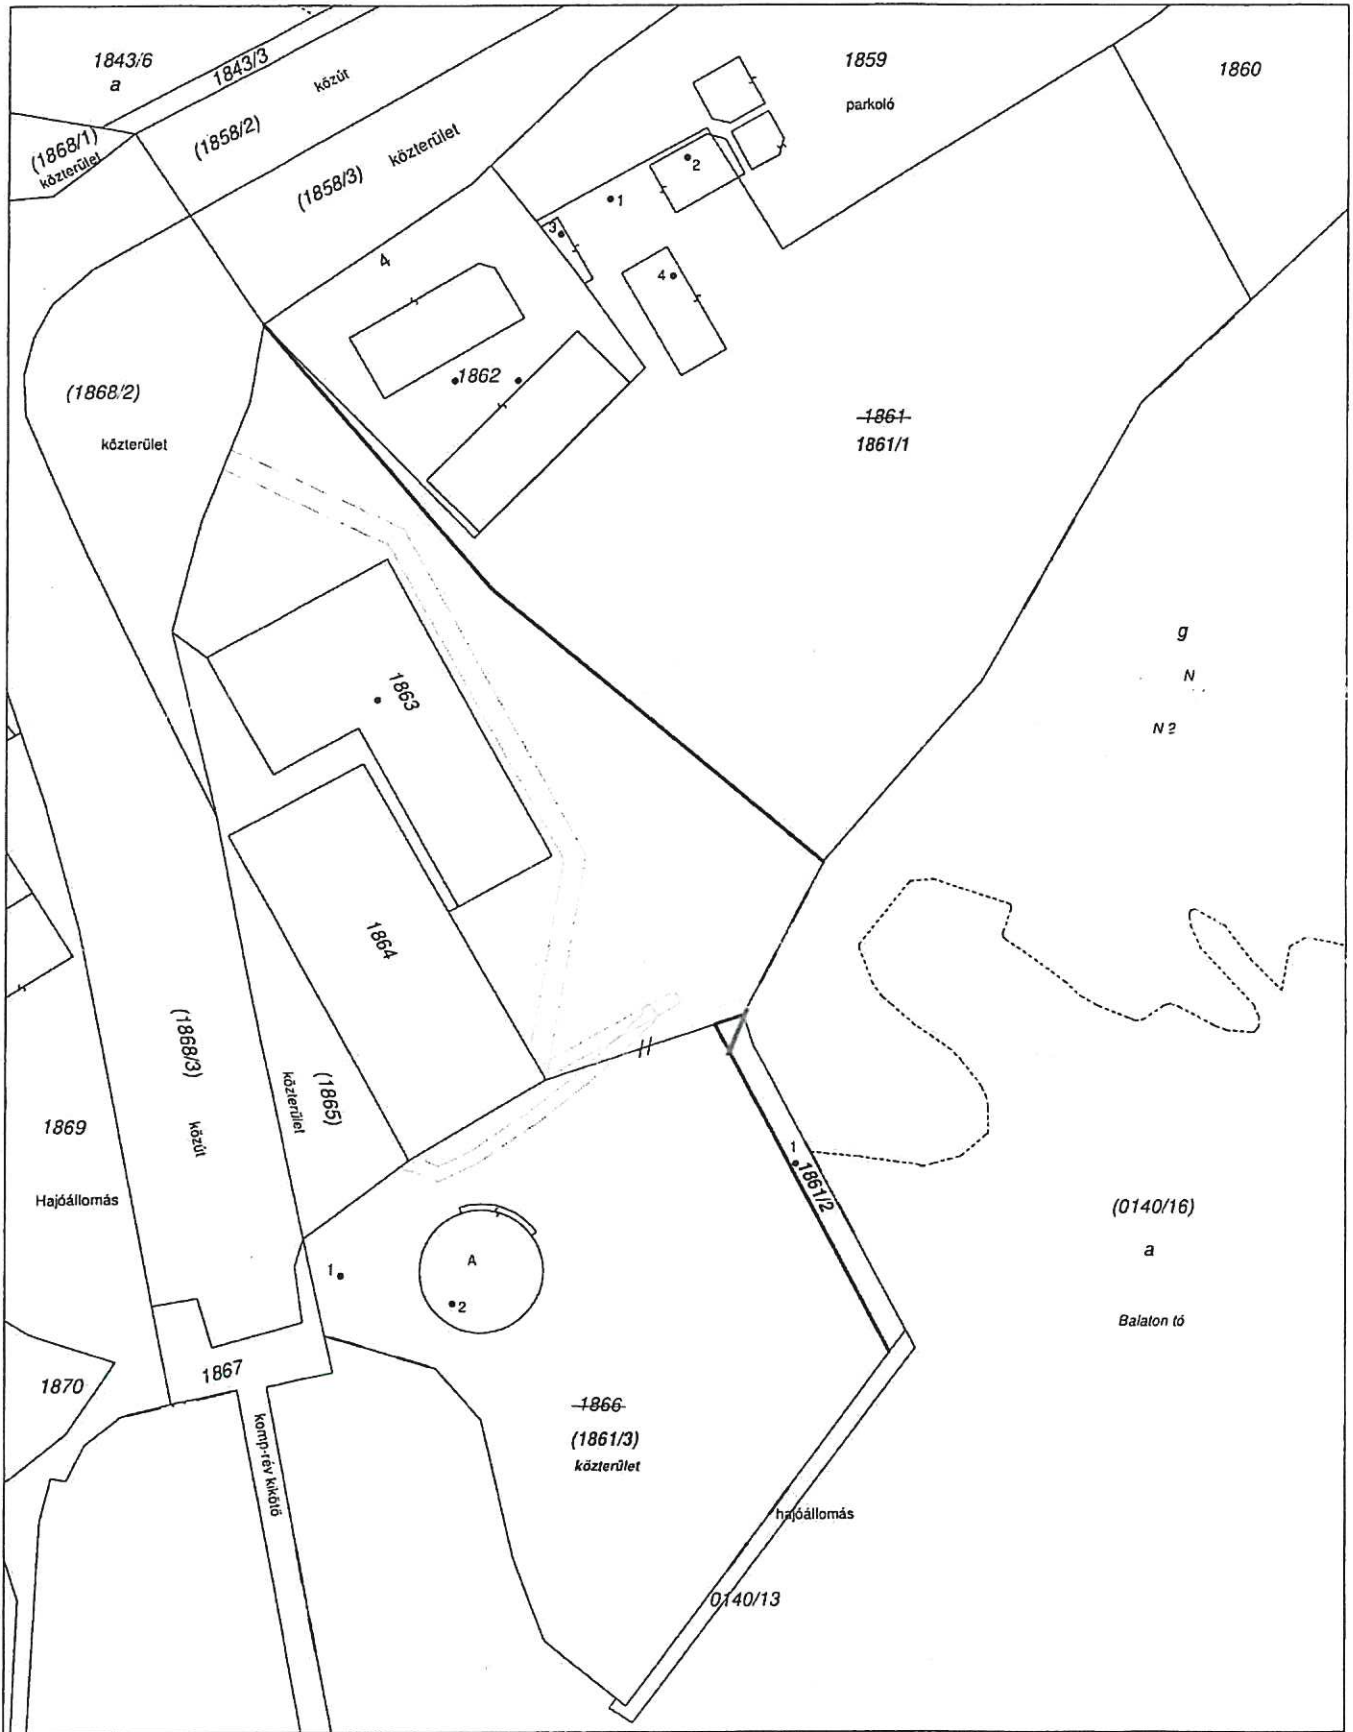 1843/6
a
1843/3
közút
1859
parkoló
1860
(1868/1)
közterület
(1858/2)
(1858/3)
közterület
2
1
3
4
4
1862
(1868/2)
közterület
1861
1861/1
g
N
1863
1864
(1868/3)
közút
(1865)
közterület
1869
Hajóállomás
1
1861/2
(0140/16)
a
Balaton tó
A
1
2
1867
1870
komp-rév kikötő
1866
(1861/3)
közterület
hajóállomás
0140/13